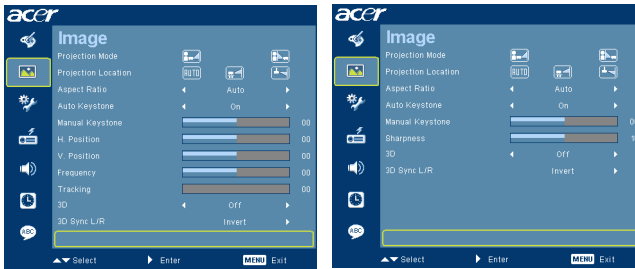 acer
Image
Projection Mode
Projection Location AUTO
Aspect Ratio Auto
Auto Keystone On
Manual Keystone 00
H. Position 00
V. Position 00
Frequency 00
Tracking 00
3D Off
3D Sync L/R Invert
ABC
Select Enter MENU Exit
acer
Image
Projection Mode
Projection Location AUTO
Aspect Ratio Auto
Auto Keystone On
Manual Keystone
Sharpness
3D Off
3D Sync L/R Invert
ABC
Select Enter MENU Exit